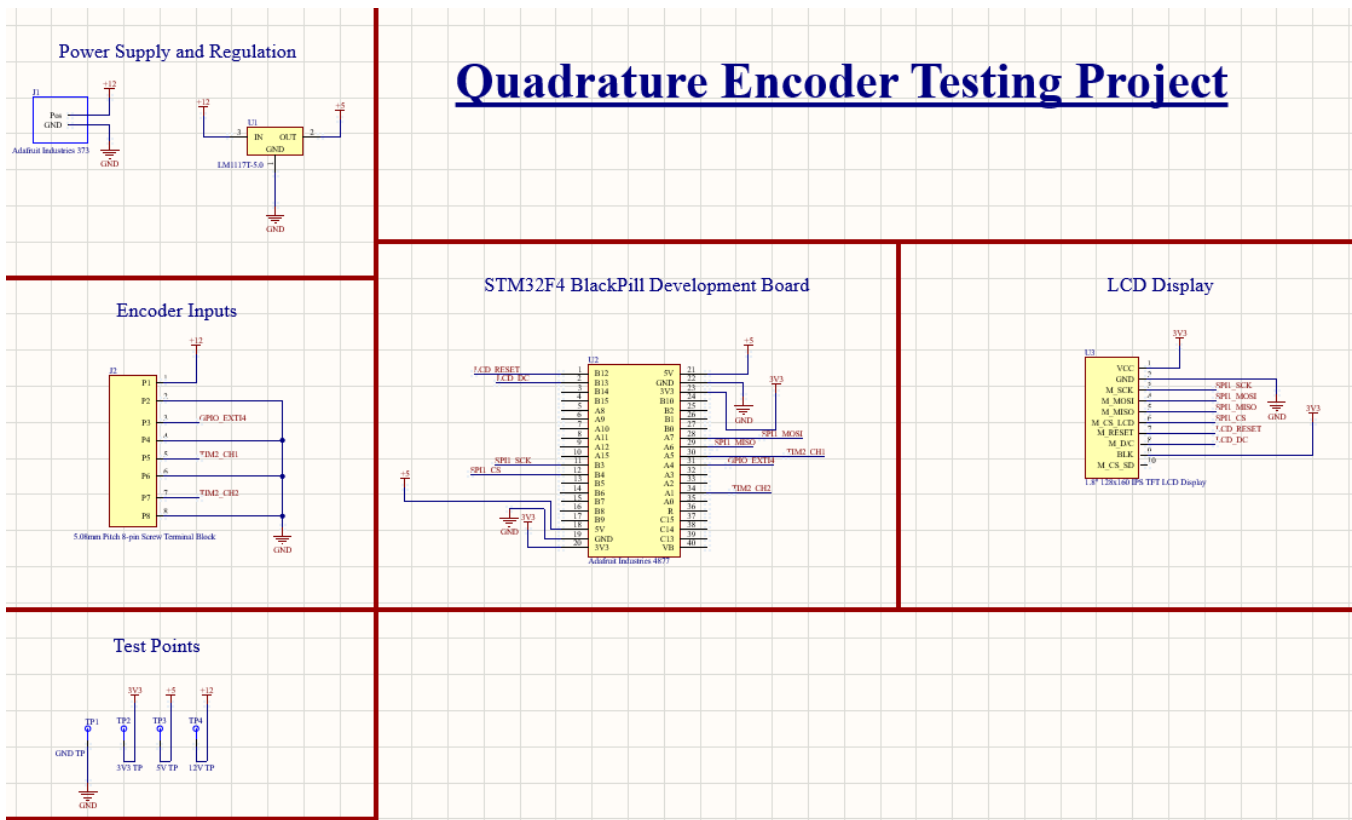 Quadrature Encoder Testing Project
Power Supply and Regulation
J1
+12
Pos
GND
GND
Adafruit Industries 373
+12
+5
U1
3 IN OUT 2
GND
1
LM1117T-5.0
GND
Encoder Inputs
+12
J2
P1 1
P2 2
P3 3 GPIO_EXTI4
P4 4
P5 5 TIM2_CH1
P6 6
P7 7 TIM2_CH2
P8 8
5.08mm Pitch 8-pin Screw Terminal Block
GND
STM32F4 BlackPill Development Board
U2
+5
LCD_RESET 1 B12 5V 21
LCD_DC 2 B13 GND 22
3 B14 3V3 23 3V3
4 B15 B10 24
5 A8 B2 25 GND
6 A9 B1 26
7 A10 B0 27
8 A11 A7 28 SPI1_MOSI
9 A12 A6 29 SPI1_MISO
10 A15 A5 30 TIM2_CH1
SPI1_SCK 11 B3 A4 31 GPIO_EXTI4
SPI1_CS 12 B4 A3 32
+5 13 B5 A2 33
14 B6 A1 34 TIM2_CH2
15 B7 A0 35
16 B8 R 36
17 B9 C15 37
18 5V C14 38
GND 3V3 19 GND C13 39
20 3V3 VB 40
Adafruit Industries 4877
LCD Display
3V3
U3
VCC 1
GND 2
M_SCK 3 SPI1_SCK
M_MOSI 4 SPI1_MOSI
M_MISO 5 SPI1_MISO
M_CS_LCD 6 SPI1_CS
M_RESET 7 LCD_RESET
M_D/C 8 LCD_DC
BLK 9
M_CS_SD 10
GND
3V3
1.8" 128x160 IPS TFT LCD Display
Test Points
3V3 +5 +12
TP1 TP2 TP3 TP4
GND TP
3V3 TP 5V TP 12V TP
GND